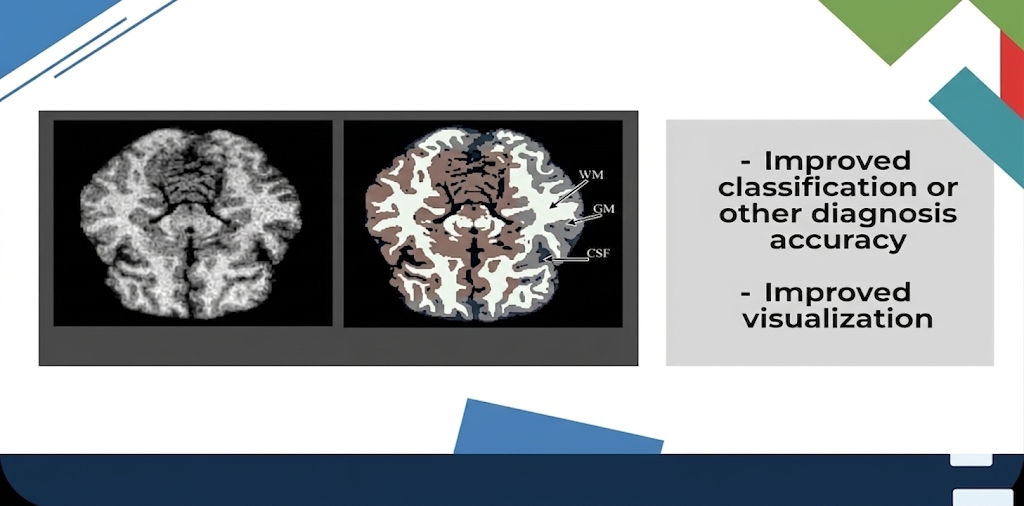 WM
GM
CSF
- Improved
classification or
other diagnosis
accuracy
- Improved
visualization